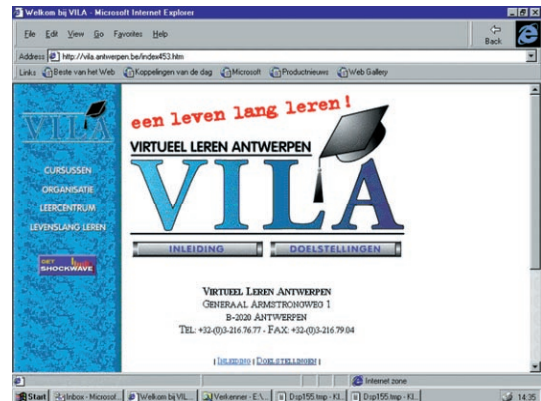 Welkom bij VILA - Microsoft Internet Explorer
File Edit View Go Favorites Help
Back
Address http://vila.antwerpen.be/index453.htm
Links Beste van het Web Koppelingen van de dag Microsoft Productnieuws Web Gallery
VILA
CURSUSSEN
ORGANISATIE
LEERCENTRUM
LEVENSLANG LEREN
GET SHOCKWAVE
een leven lang leren!
VIRTUEEL LEREN ANTWERPEN
VILA
INLEIDING DOELSTELLINGEN
VIRTUEEL LEREN ANTWERPEN
GENERAAL ARMSTRONGWEG 1
B-2020 ANTWERPEN
TEL: +32-(0)3-216.76.77 - FAX: +32-(0)3-216.79.04
| INLEIDING | DOELSTELLINGEN |
Internet zone
Start Inbox - Microsof... Welkom bij VIL... Verkenner - E:\... Dsp155.tmp - Kl... Dsp155.tmp - Kl... 14:35